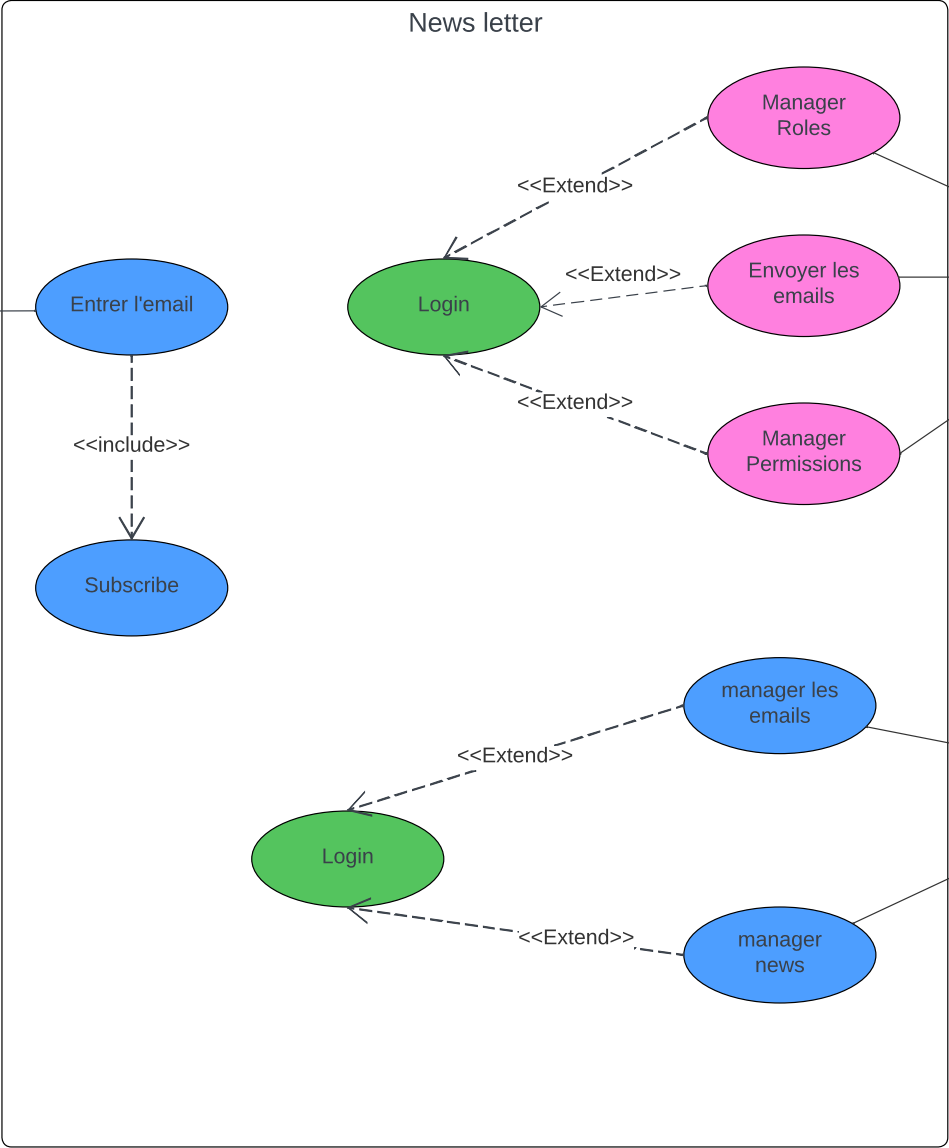 News letter
Manager
Roles
<<Extend>>
Envoyer les
emails
<<Extend>>
Entrer l'email
Login
<<Extend>>
Manager
Permissions
<<include>>
Subscribe
manager les
emails
<<Extend>>
Login
<<Extend>>
manager
news